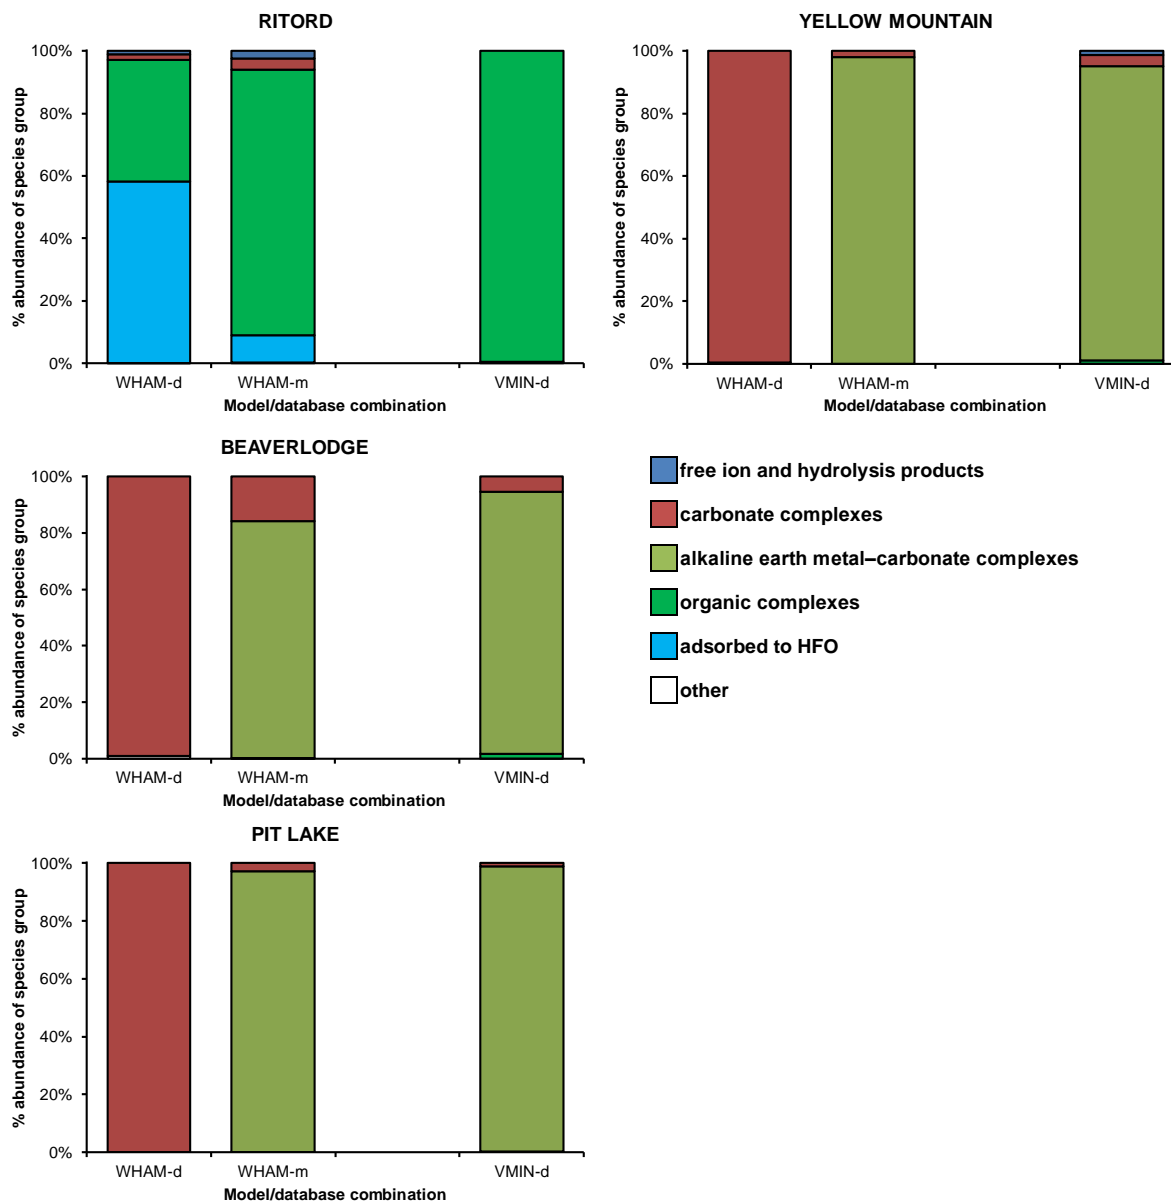 RITORD
% abundance of species group
100%
80%
60%
40%
20%
0%
WHAM-d
WHAM-m
VMIN-d
Model/database combination
YELLOW MOUNTAIN
% abundance of species group
100%
80%
60%
40%
20%
0%
WHAM-d
WHAM-m
VMIN-d
Model/database combination
BEAVERLODGE
% abundance of species group
100%
80%
60%
40%
20%
0%
WHAM-d
WHAM-m
VMIN-d
Model/database combination
free ion and hydrolysis products
carbonate complexes
alkaline earth metal–carbonate complexes
organic complexes
adsorbed to HFO
other
PIT LAKE
% abundance of species group
100%
80%
60%
40%
20%
0%
WHAM-d
WHAM-m
VMIN-d
Model/database combination